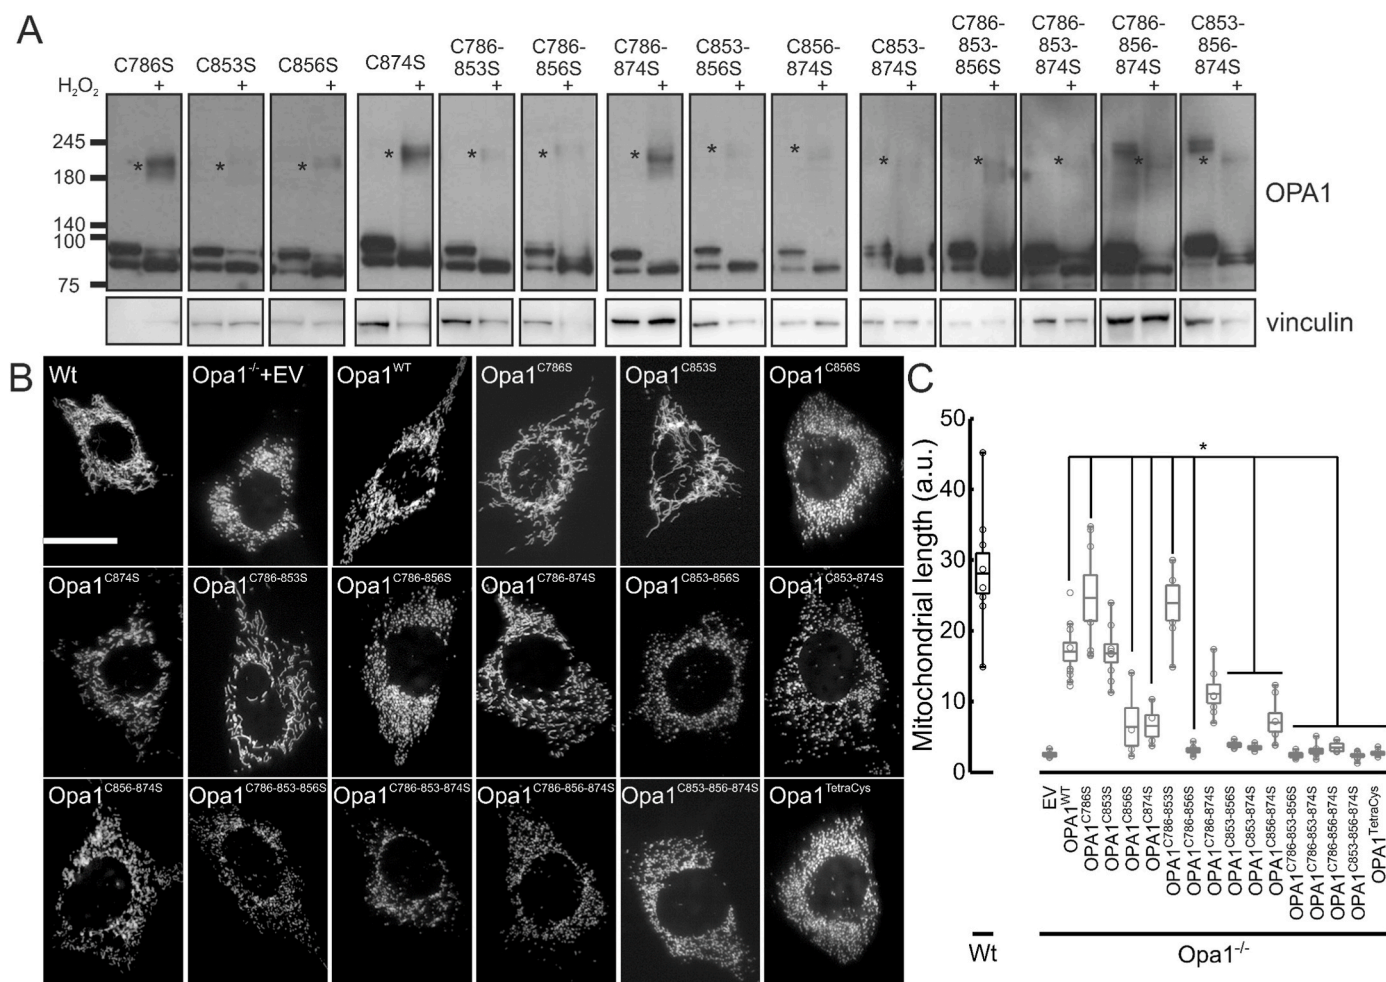 A
C786S
C853S
C856S
C874S
C786-
853S
C786-
856S
C786-
874S
C853-
856S
C856-
874S
C853-
874S
C786-
853-
856S
C786-
853-
874S
C786-
856-
874S
C853-
856-
874S
H₂O₂ + + + + + + + + + + + + + +
245
180
140
100
75
* * * * * * * * * * * * * *
OPA1
vinculin
B
Wt
Opa1⁻/⁻+EV
Opa1WT
Opa1C786S
Opa1C853S
Opa1C856S
Opa1C874S
Opa1C786-853S
Opa1C786-856S
Opa1C786-874S
Opa1C853-856S
Opa1C853-874S
Opa1C856-874S
Opa1C786-853-856S
Opa1C786-853-874S
Opa1C786-856-874S
Opa1C853-856-874S
Opa1TetraCys
C
Mitochondrial length (a.u.)
50
40
30
20
10
0
*
EV
OPA1WT
OPA1C786S
OPA1C853S
OPA1C856S
OPA1C874S
OPA1C786-853S
OPA1C786-856S
OPA1C786-874S
OPA1C853-856S
OPA1C853-874S
OPA1C856-874S
OPA1C786-853-856S
OPA1C786-853-874S
OPA1C786-856-874S
OPA1C853-856-874S
OPA1TetraCys
Wt
Opa1⁻/⁻